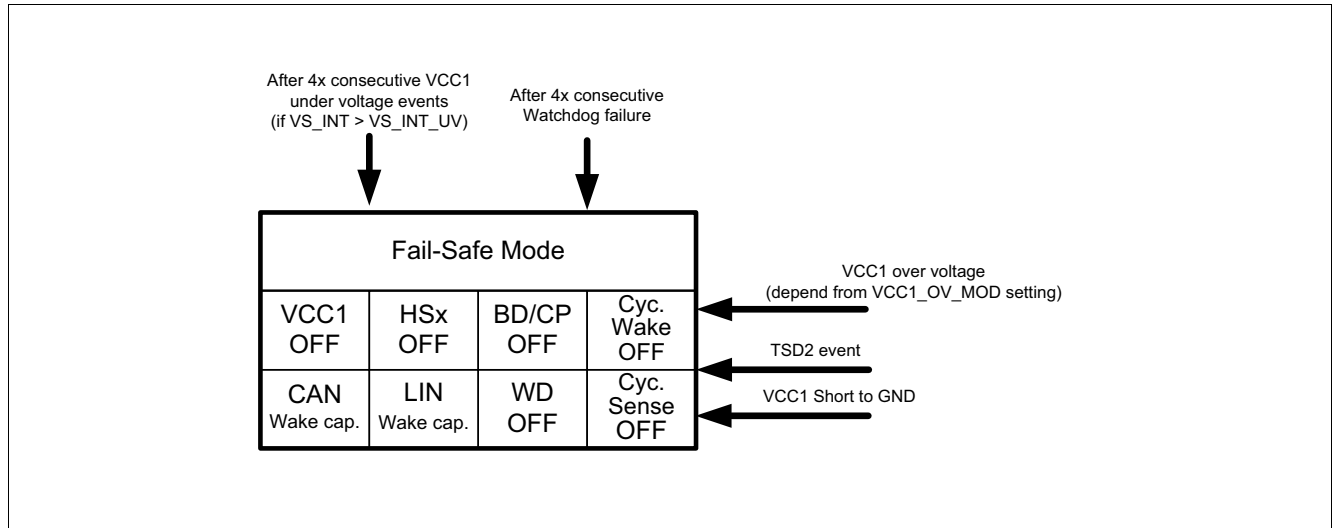 After 4x consecutive VCC1
under voltage events
(if VS_INT > VS_INT_UV)
After 4x consecutive
Watchdog failure
Fail-Safe Mode
VCC1
OFF
HSx
OFF
BD/CP
OFF
Cyc.
Wake
OFF
CAN
Wake cap.
LIN
Wake cap.
WD
OFF
Cyc.
Sense
OFF
VCC1 over voltage
(depend from VCC1_OV_MOD setting)
TSD2 event
VCC1 Short to GND